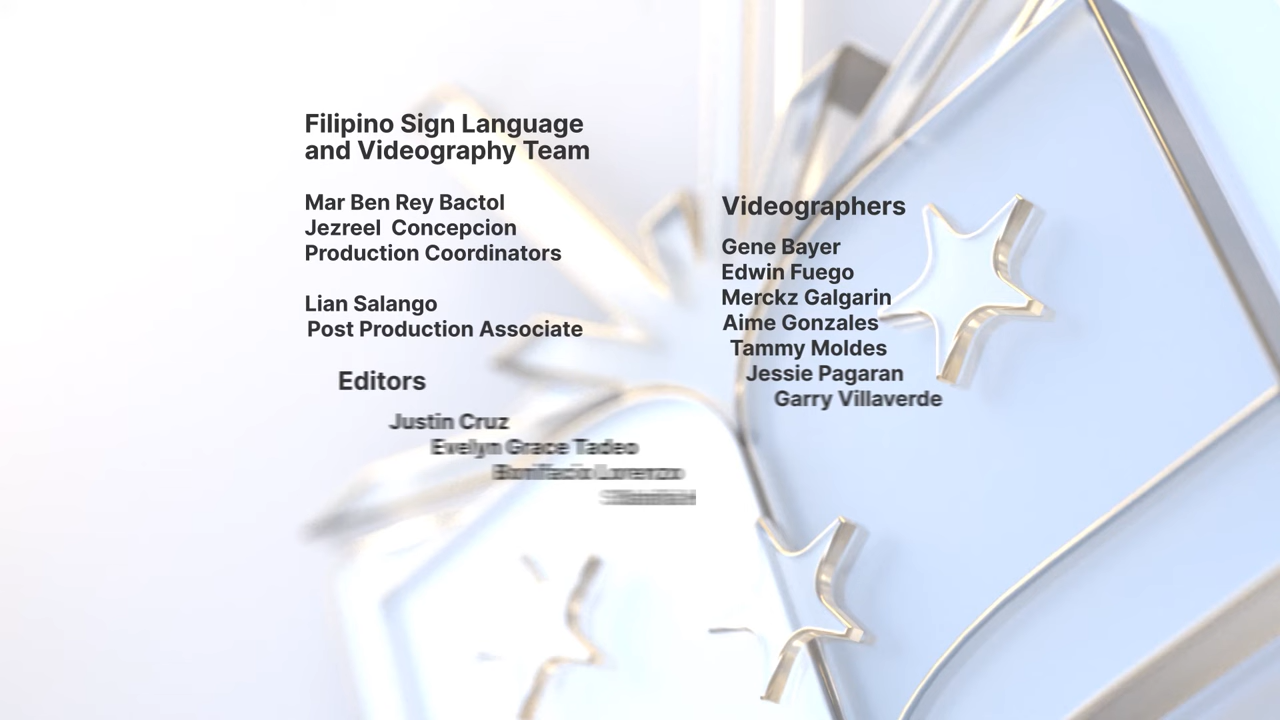 Filipino Sign Language
and Videography Team
Mar Ben Rey Bactol
Jezreel Concepcion
Production Coordinators
Lian Salango
Post Production Associate
Editors
Justin Cruz
Evelyn Grace Tadeo
Bonifacio Lorenzo
Videographers
Gene Bayer
Edwin Fuego
Merckz Galgarin
Aime Gonzales
Tammy Moldes
Jessie Pagaran
Garry Villaverde